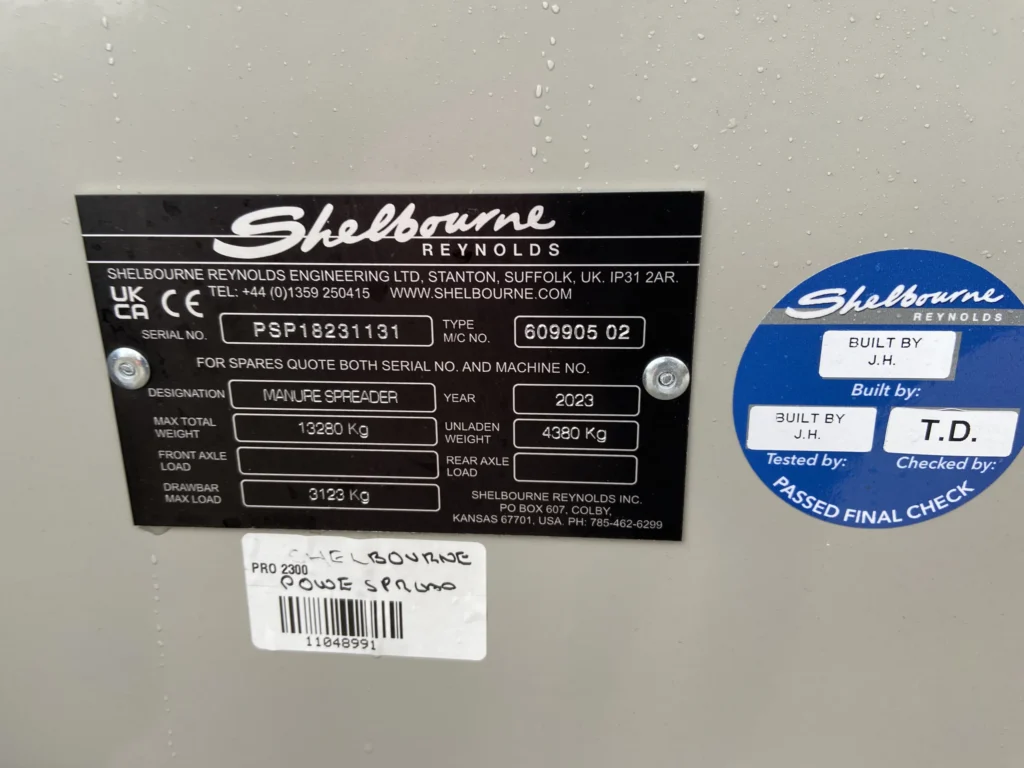 Shelbourne
REYNOLDS
SHELBOURNE REYNOLDS ENGINEERING LTD, STANTON, SUFFOLK, UK. IP31 2AR.
UK CA CE TEL: +44 (0)1359 250415 WWW.SHELBOURNE.COM
SERIAL NO. PSP18231131 TYPE M/C NO. 609905 02
FOR SPARES QUOTE BOTH SERIAL NO. AND MACHINE NO.
DESIGNATION MANURE SPREADER YEAR 2023
MAX TOTAL WEIGHT 13280 Kg UNLADEN WEIGHT 4380 Kg
FRONT AXLE LOAD REAR AXLE LOAD
DRAWBAR MAX LOAD 3123 Kg
SHELBOURNE REYNOLDS INC.
PO BOX 607, COLBY,
KANSAS 67701, USA. PH: 785-462-6299
SHELBOURNE
PRO 2300
POWE
11048991
Shelbourne
REYNOLDS
BUILT BY
J.H.
Built by:
BUILT BY
J.H.
T.D.
Tested by: Checked by:
PASSED FINAL CHECK